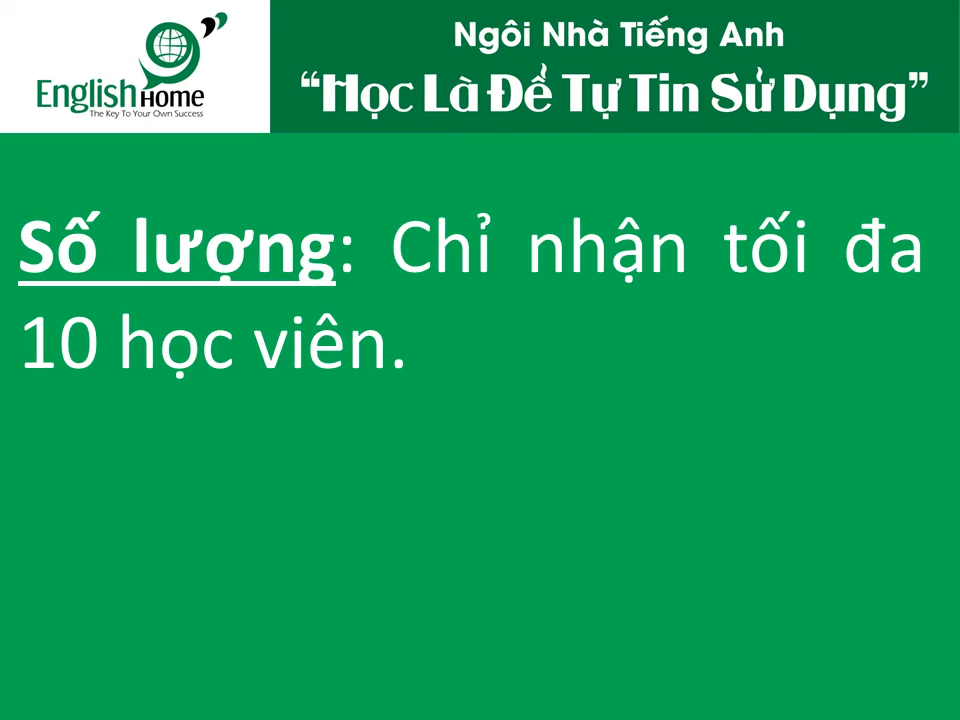 English HOME
The Key To Your Own Success
Ngôi Nhà Tiếng Anh
“Học Là Để Tự Tin Sử Dụng”
Số lượng: Chỉ nhận tối đa
10 học viên.